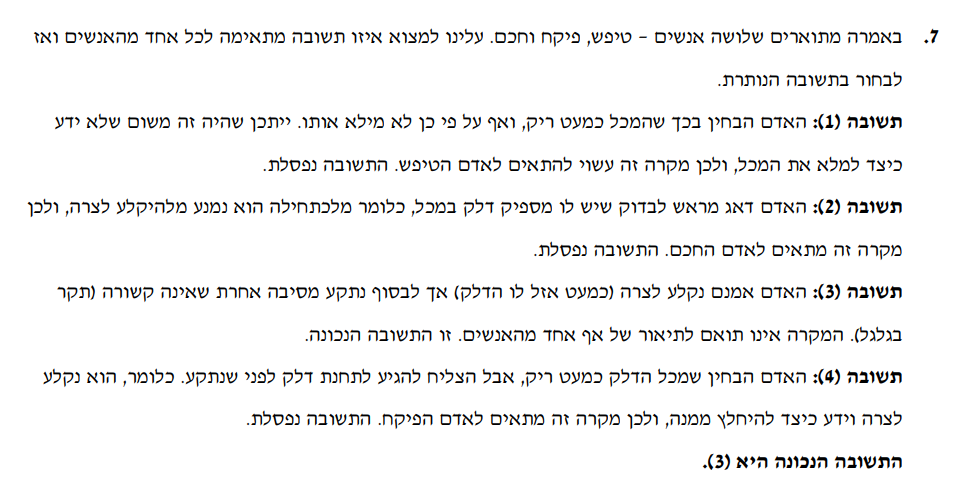 7. באמרה מתוארים שלושה אנשים – טיפש, פיקח וחכם. עלינו למצוא איזו תשובה מתאימה לכל אחד מהאנשים ואז
לבחור בתשובה הנותרת.
תשובה (1): האדם הבחין בכך שהמכל כמעט ריק, ואף על פי כן לא מילא אותו. ייתכן שהיה זה משום שלא ידע
כיצד למלא את המכל, ולכן מקרה זה עשוי להתאים לאדם הטיפש. התשובה נפסלת.
תשובה (2): האדם דאג מראש לבדוק שיש לו מספיק דלק במכל, כלומר מלכתחילה הוא נמנע מלהיקלע לצרה, ולכן
מקרה זה מתאים לאדם החכם. התשובה נפסלת.
תשובה (3): האדם אמנם נקלע לצרה (כמעט אזל לו הדלק) אך לבסוף נתקע מסיבה אחרת שאינה קשורה (תקר
בגלגל). המקרה אינו תואם לתיאור של אף אחד מהאנשים. זו התשובה הנכונה.
תשובה (4): האדם הבחין שמכל הדלק כמעט ריק, אבל הצליח להגיע לתחנת דלק לפני שנתקע. כלומר, הוא נקלע
לצרה וידע כיצד להיחלץ ממנה, ולכן מקרה זה מתאים לאדם הפיקח. התשובה נפסלת.
התשובה הנכונה היא (3).